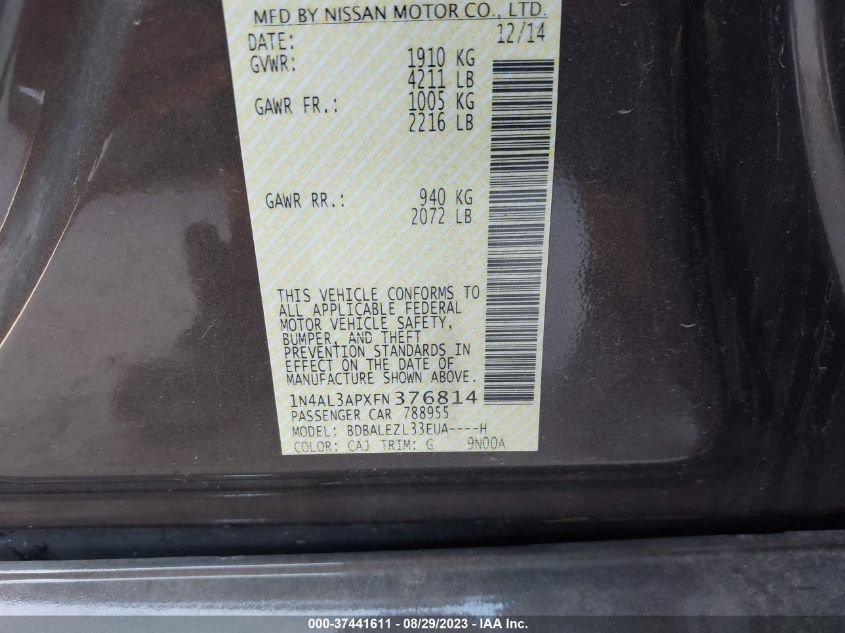 MFD BY NISSAN MOTOR CO., LTD.
DATE: 12/14
GVWR: 1910 KG
4211 LB
GAWR FR.: 1005 KG
2216 LB
GAWR RR.: 940 KG
2072 LB
THIS VEHICLE CONFORMS TO
ALL APPLICABLE FEDERAL
MOTOR VEHICLE SAFETY,
BUMPER, AND THEFT
PREVENTION STANDARDS IN
EFFECT ON THE DATE OF
MANUFACTURE SHOWN ABOVE.
1N4AL3APXFN 376814
PASSENGER CAR 788955
MODEL: BDBALEZL33EUA----H
COLOR: CAJ TRIM: G 9N00A
000-37441611 - 08/29/2023 - IAA Inc.